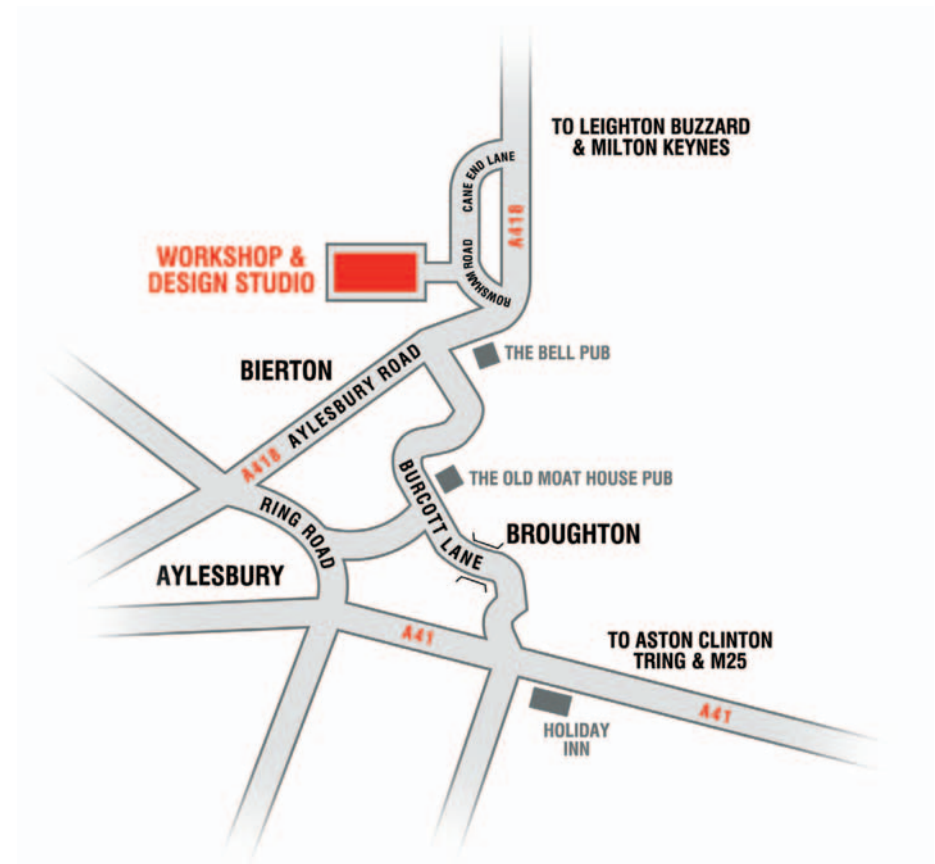 TO LEIGHTON BUZZARD
& MILTON KEYNES
CANE END LANE
A418
ROWSHAM ROAD
WORKSHOP &
DESIGN STUDIO
THE BELL PUB
BIERTON
AYLESBURY ROAD
A418
THE OLD MOAT HOUSE PUB
BURCOTT LANE
RING ROAD
BROUGHTON
AYLESBURY
A41
TO ASTON CLINTON
TRING & M25
A41
HOLIDAY
INN